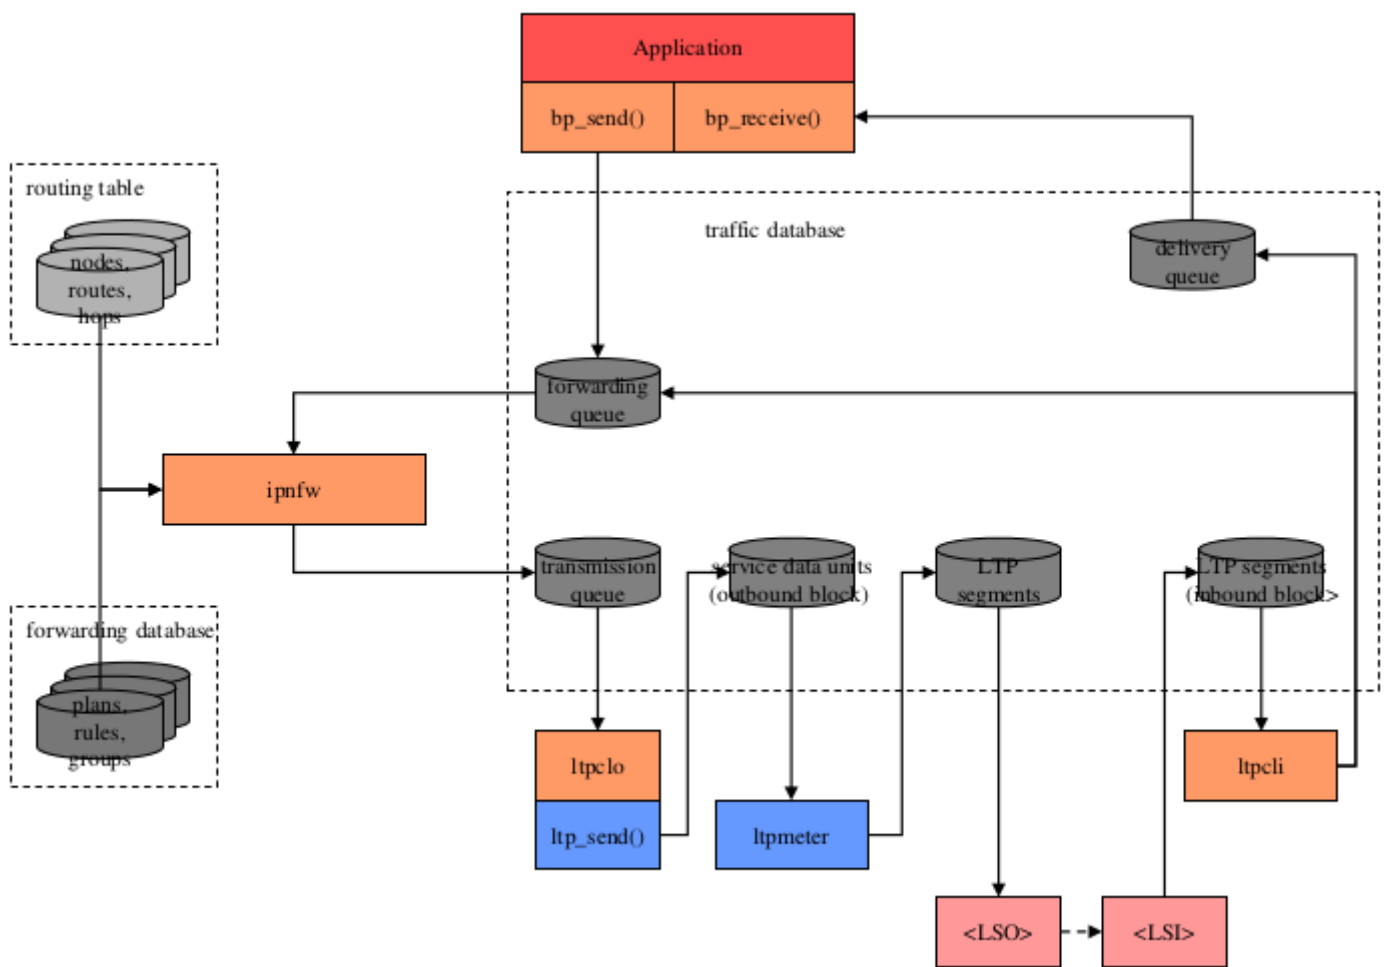 Application
bp_send()
bp_receive()
routing table
nodes,
routes,
hops
traffic database
delivery
queue
forwarding
queue
ipnfw
transmission
queue
service data units
(outbound block)
LTP
segments
LTP segments
(inbound block>
forwarding database
plans,
rules,
groups
ltpclo
ltp_send()
ltpmeter
ltpcli
<LSO>
<LSI>